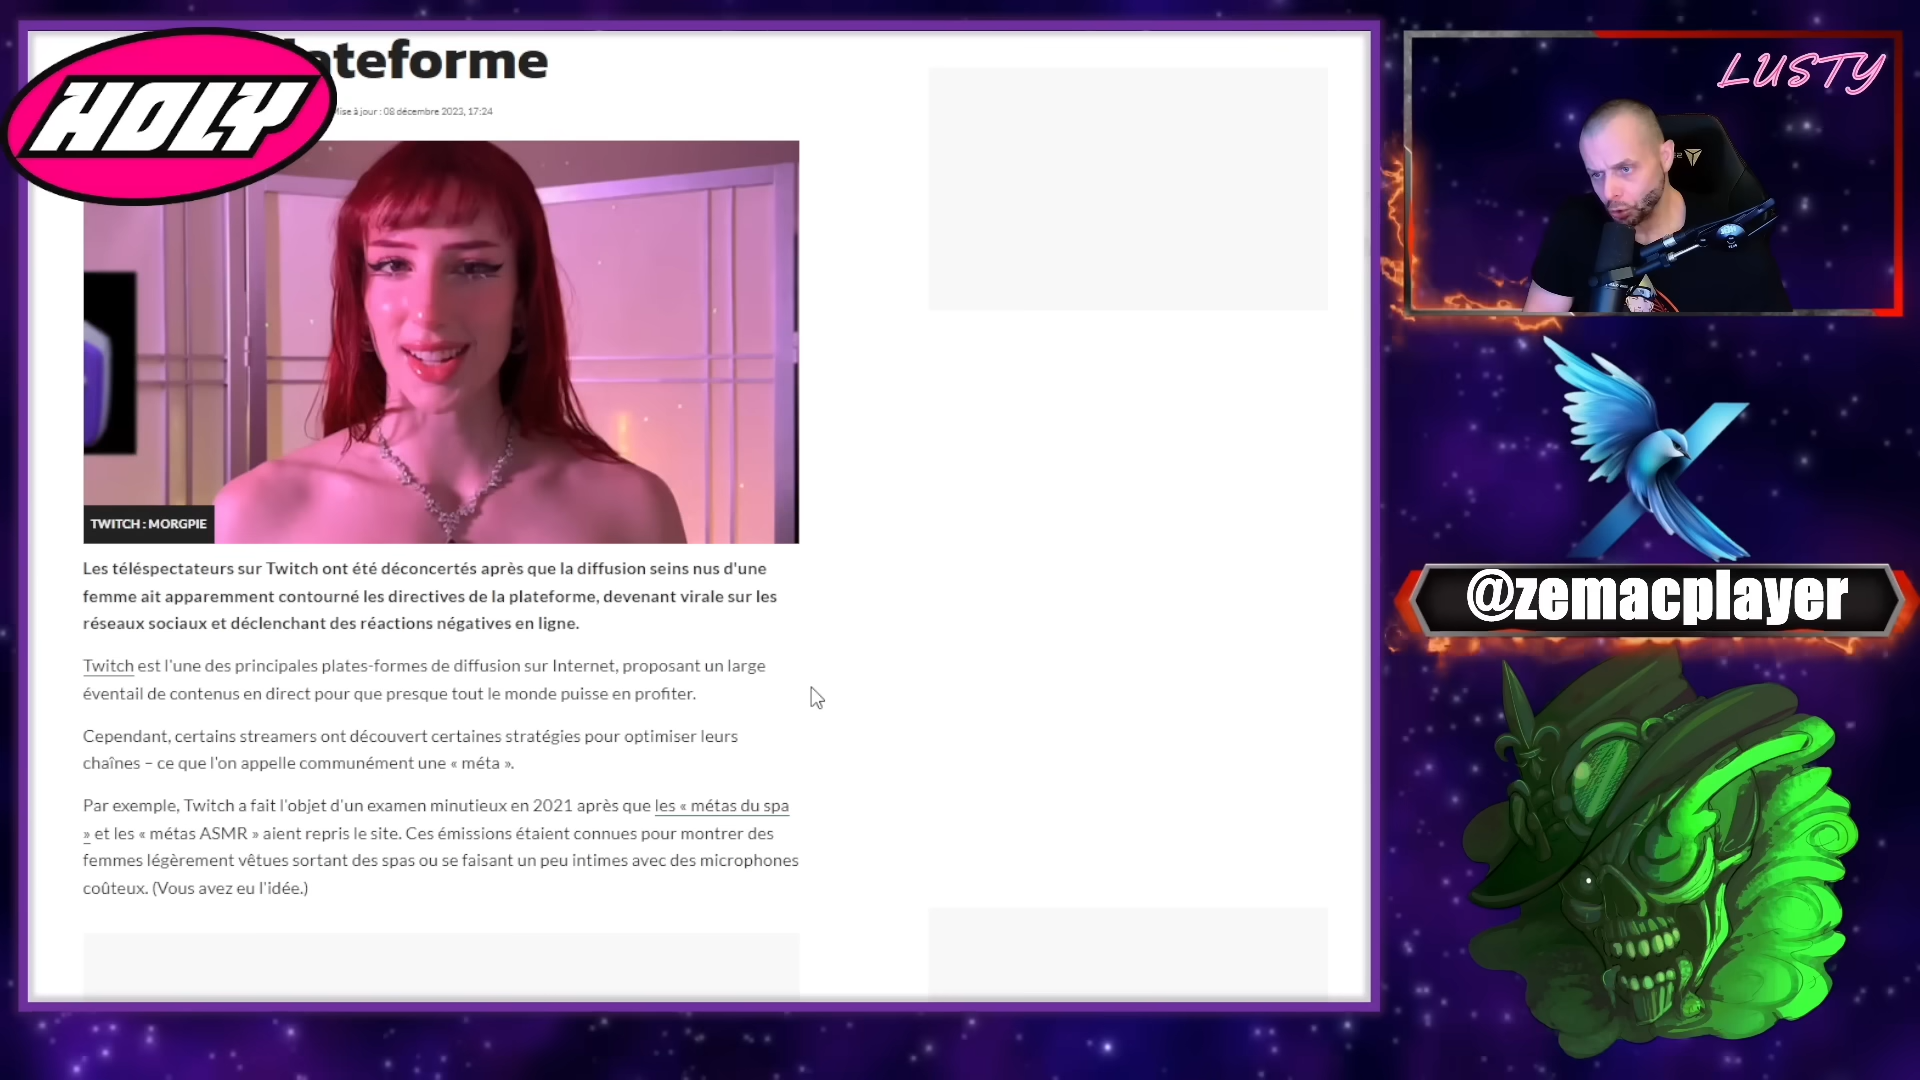 ateforme
HOLY
Mise à jour : 08 décembre 2023, 17:24
LUSTY
TWITCH : MORGPIE
Les téléspectateurs sur Twitch ont été déconcertés après que la diffusion seins nus d'une
femme ait apparemment contourné les directives de la plateforme, devenant virale sur les
réseaux sociaux et déclenchant des réactions négatives en ligne.
Twitch est l'une des principales plates-formes de diffusion sur Internet, proposant un large
éventail de contenus en direct pour que presque tout le monde puisse en profiter.
Cependant, certains streamers ont découvert certaines stratégies pour optimiser leurs
chaînes – ce que l'on appelle communément une « méta ».
Par exemple, Twitch a fait l'objet d'un examen minutieux en 2021 après que les « métas du spa
» et les « métas ASMR » aient repris le site. Ces émissions étaient connues pour montrer des
femmes légèrement vêtues sortant des spas ou se faisant un peu intimes avec des microphones
coûteux. (Vous avez eu l'idée.)
@zemacplayer